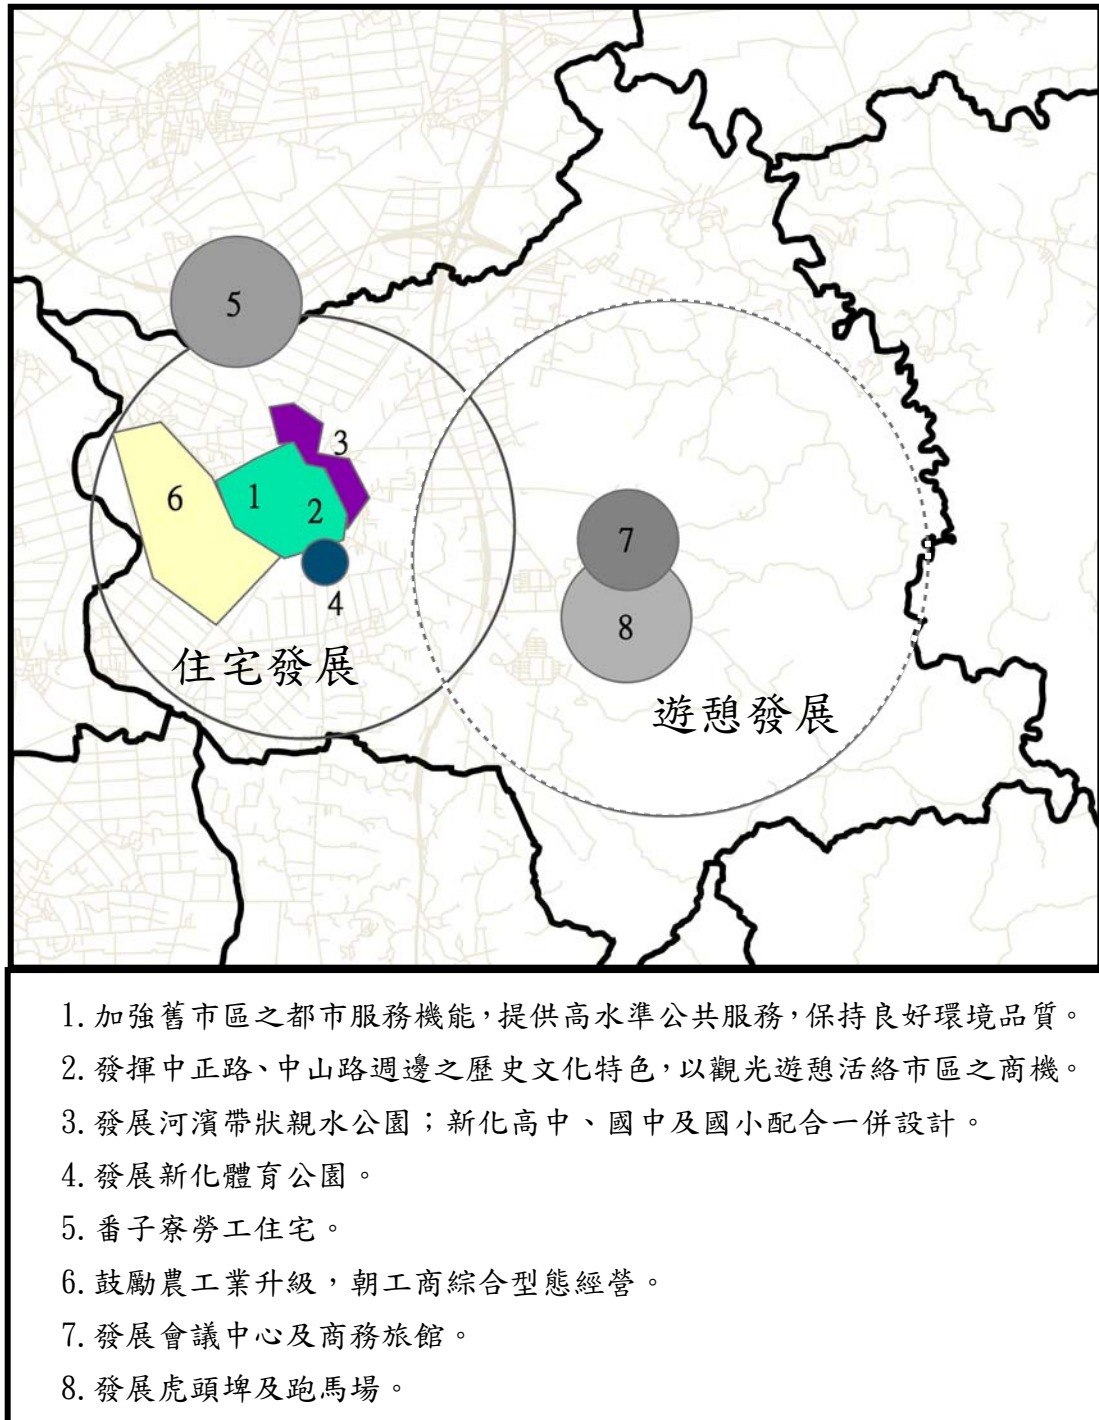 5
3
6
1
2
7
4
8
住宅發展
遊憩發展
1.加強舊市區之都市服務機能，提供高水準公共服務，保持良好環境品質。
2.發揮中正路、中山路週邊之歷史文化特色，以觀光遊憩活絡市區之商機。
3.發展河濱帶狀親水公園；新化高中、國中及國小配合一併設計。
4.發展新化體育公園。
5.番子寮勞工住宅。
6.鼓勵農工業升級，朝工商綜合型態經營。
7.發展會議中心及商務旅館。
8.發展虎頭埤及跑馬場。